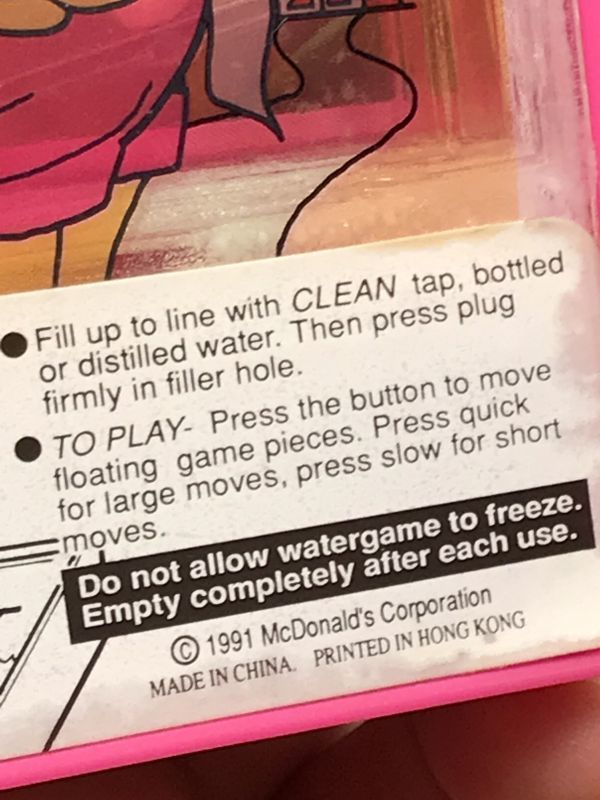 ● Fill up to line with CLEAN tap, bottled
or distilled water. Then press plug
firmly in filler hole.
● TO PLAY- Press the button to move
floating game pieces. Press quick
for large moves, press slow for short
moves.
Do not allow watergame to freeze.
Empty completely after each use.
© 1991 McDonald's Corporation
MADE IN CHINA. PRINTED IN HONG KONG